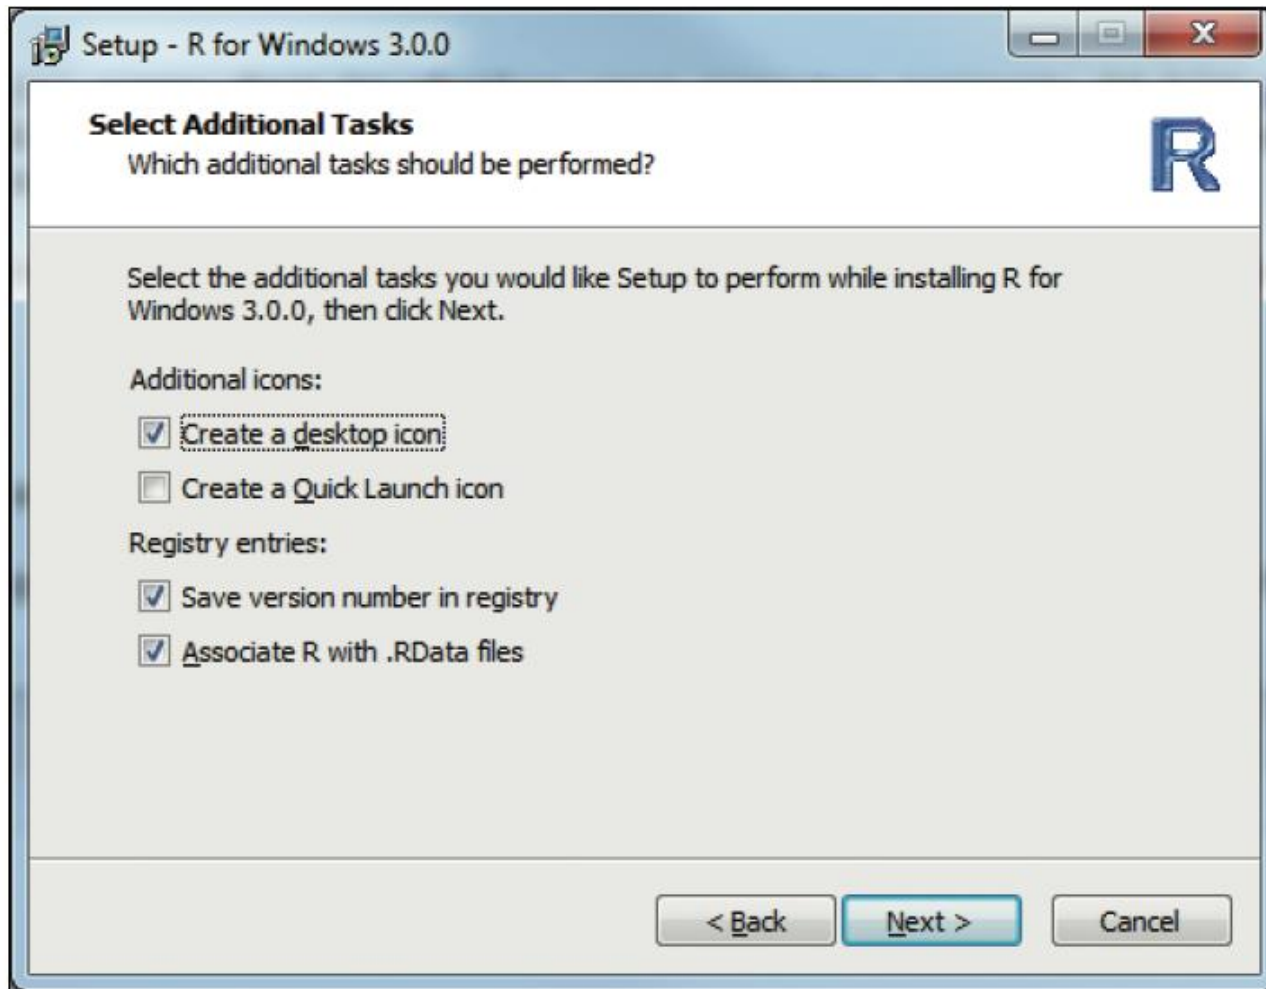 Setup - R for Windows 3.0.0
Select Additional Tasks
Which additional tasks should be performed?
R
Select the additional tasks you would like Setup to perform while installing R for
Windows 3.0.0, then click Next.
Additional icons:
Create a desktop icon
Create a Quick Launch icon
Registry entries:
Save version number in registry
Associate R with .RData files
< Back
Next >
Cancel